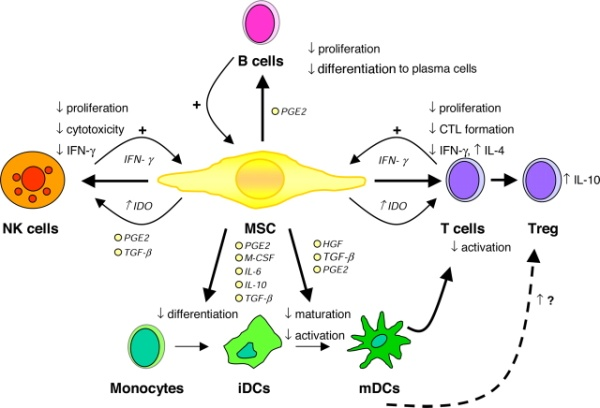 B cells
↓ proliferation
↓ differentiation to plasma cells
+
PGE2
↓ proliferation
↓ cytotoxicity
↓ IFN-γ
+
IFN- γ
↑ IDO
PGE2
TGF-β
NK cells
MSC
↓ proliferation
↓ CTL formation
↓ IFN-γ, ↑ IL-4
+
IFN- γ
↑ IDO
T cells
↓ activation
Treg
↑ IL-10
PGE2
M-CSF
IL-6
IL-10
TGF-β
HGF
TGF-β
PGE2
↓ differentiation
↓ maturation
↓ activation
↑ ?
Monocytes
iDCs
mDCs